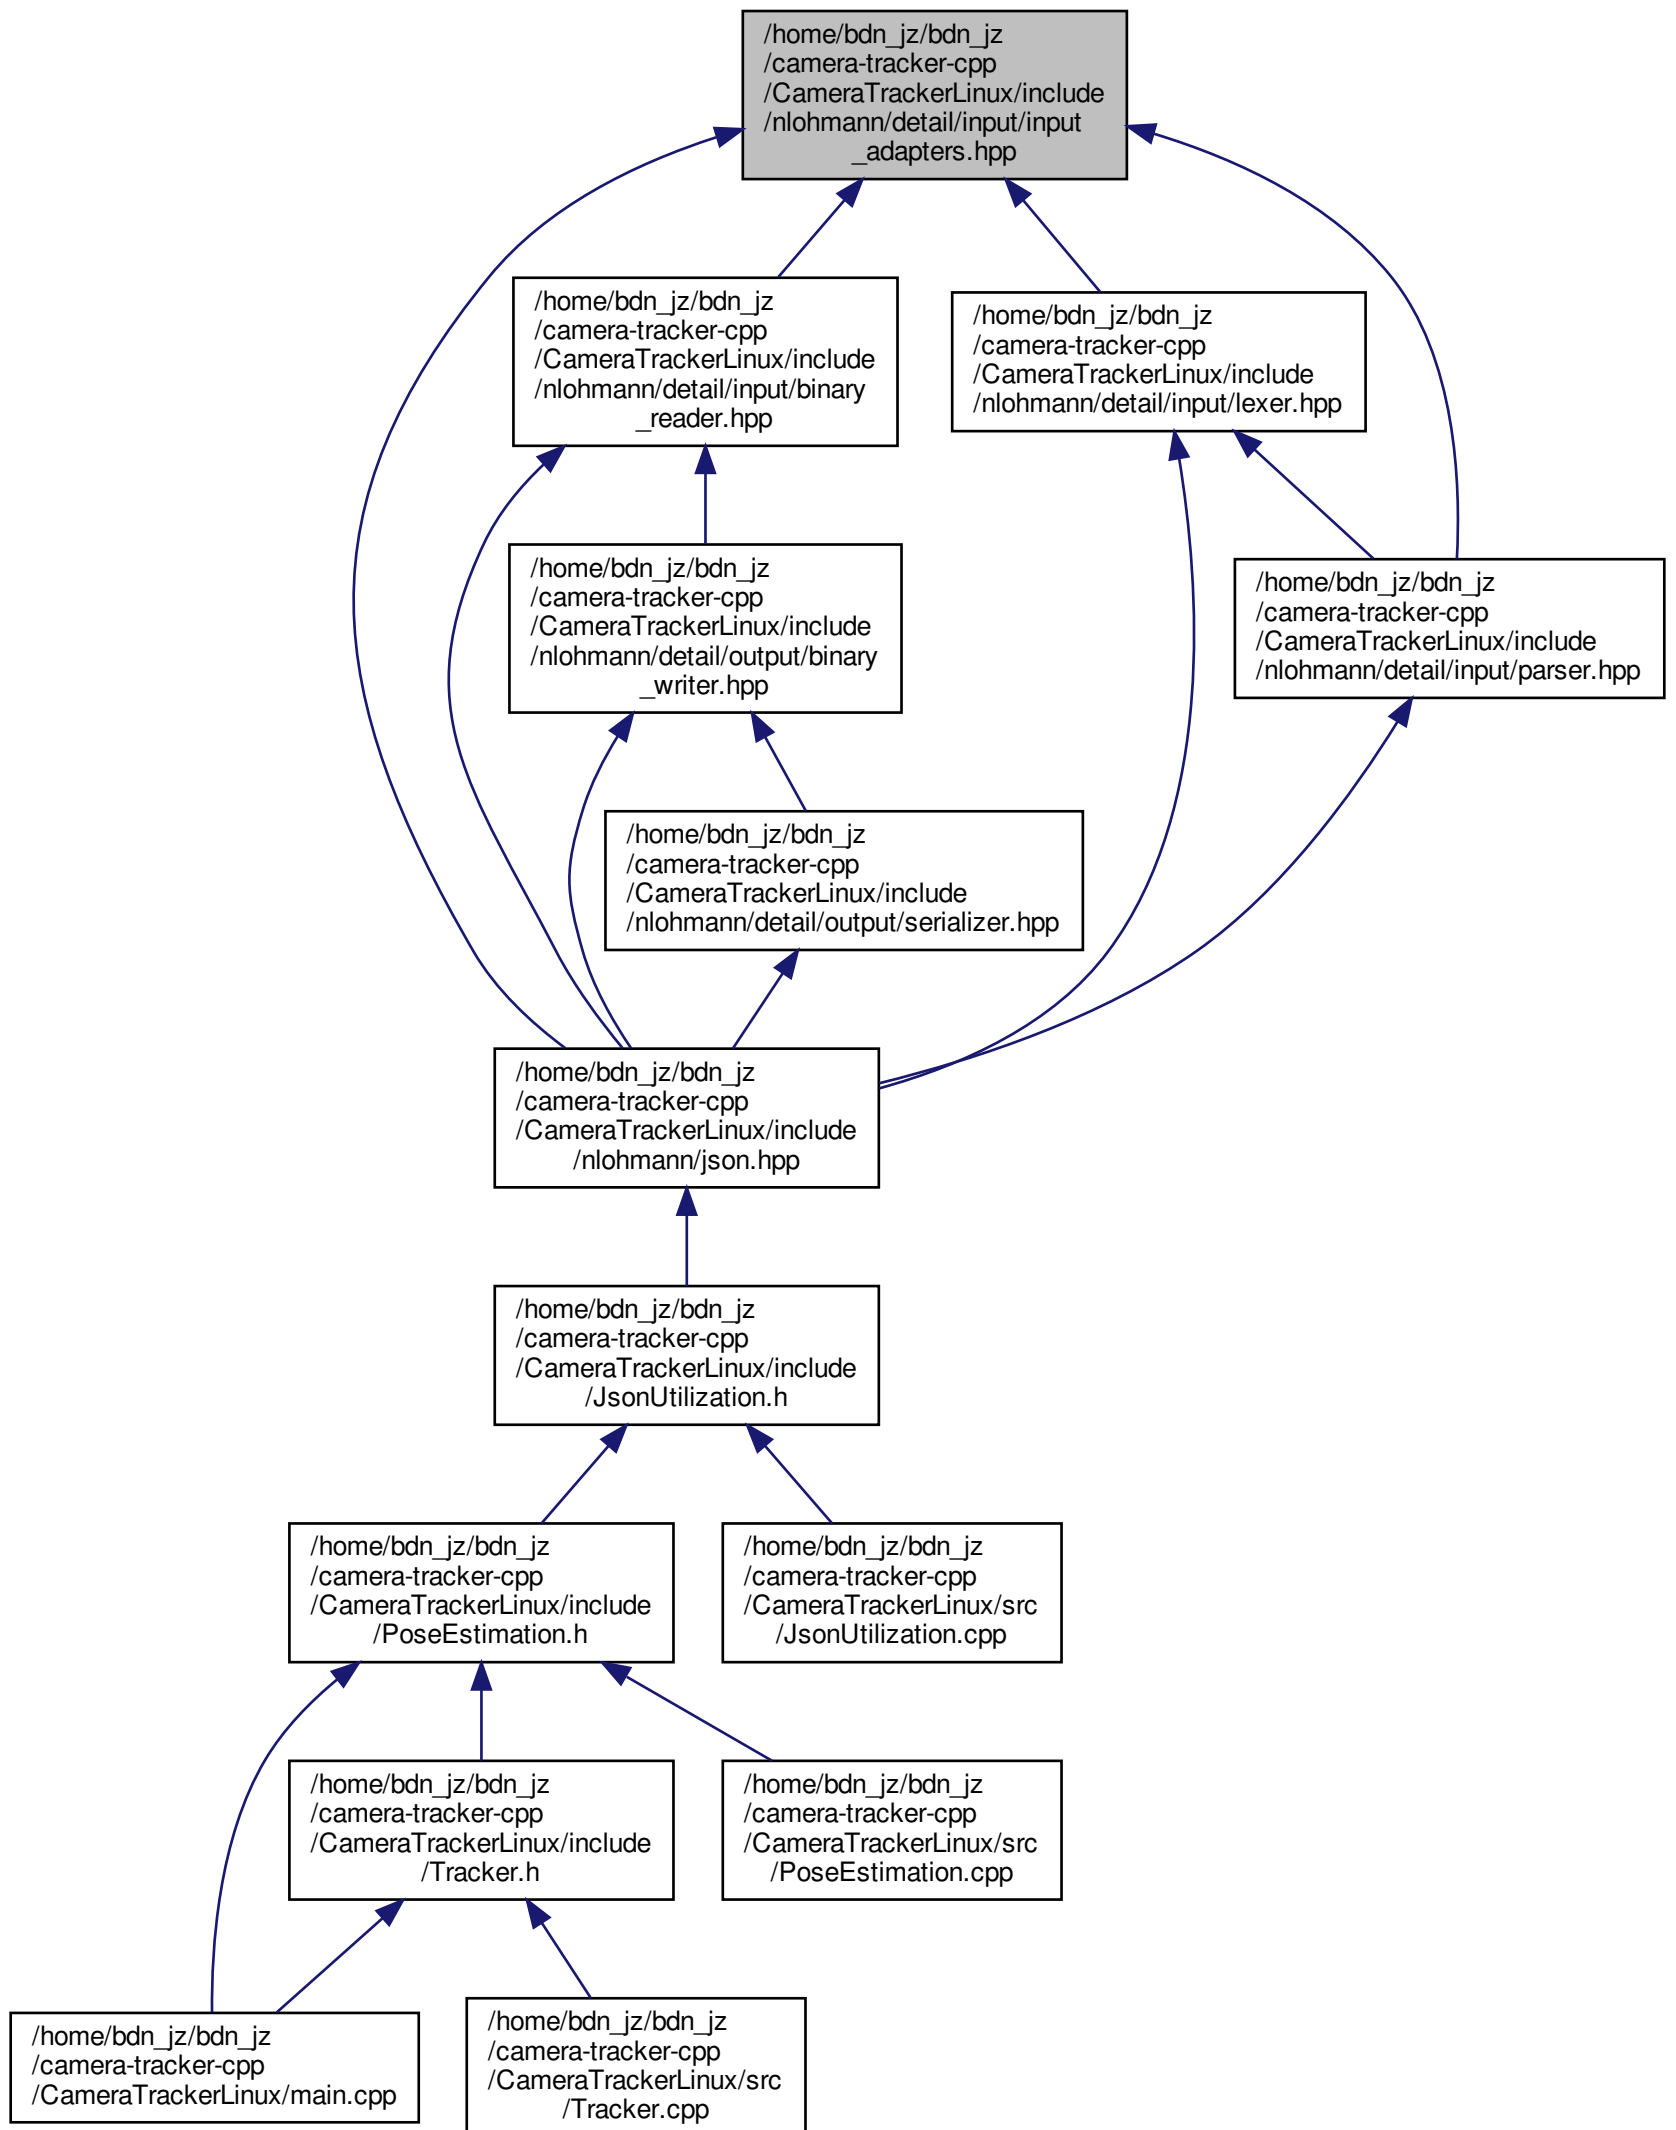 /home/bdn_jz/bdn_jz
/camera-tracker-cpp
/CameraTrackerLinux/include
/nlohmann/detail/input/input
_adapters.hpp
/home/bdn_jz/bdn_jz
/camera-tracker-cpp
/CameraTrackerLinux/include
/nlohmann/detail/input/binary
_reader.hpp
/home/bdn_jz/bdn_jz
/camera-tracker-cpp
/CameraTrackerLinux/include
/nlohmann/detail/input/lexer.hpp
/home/bdn_jz/bdn_jz
/camera-tracker-cpp
/CameraTrackerLinux/include
/nlohmann/detail/output/binary
_writer.hpp
/home/bdn_jz/bdn_jz
/camera-tracker-cpp
/CameraTrackerLinux/include
/nlohmann/detail/input/parser.hpp
/home/bdn_jz/bdn_jz
/camera-tracker-cpp
/CameraTrackerLinux/include
/nlohmann/detail/output/serializer.hpp
/home/bdn_jz/bdn_jz
/camera-tracker-cpp
/CameraTrackerLinux/include
/nlohmann/json.hpp
/home/bdn_jz/bdn_jz
/camera-tracker-cpp
/CameraTrackerLinux/include
/JsonUtilization.h
/home/bdn_jz/bdn_jz
/camera-tracker-cpp
/CameraTrackerLinux/include
/PoseEstimation.h
/home/bdn_jz/bdn_jz
/camera-tracker-cpp
/CameraTrackerLinux/src
/JsonUtilization.cpp
/home/bdn_jz/bdn_jz
/camera-tracker-cpp
/CameraTrackerLinux/include
/Tracker.h
/home/bdn_jz/bdn_jz
/camera-tracker-cpp
/CameraTrackerLinux/src
/PoseEstimation.cpp
/home/bdn_jz/bdn_jz
/camera-tracker-cpp
/CameraTrackerLinux/main.cpp
/home/bdn_jz/bdn_jz
/camera-tracker-cpp
/CameraTrackerLinux/src
/Tracker.cpp